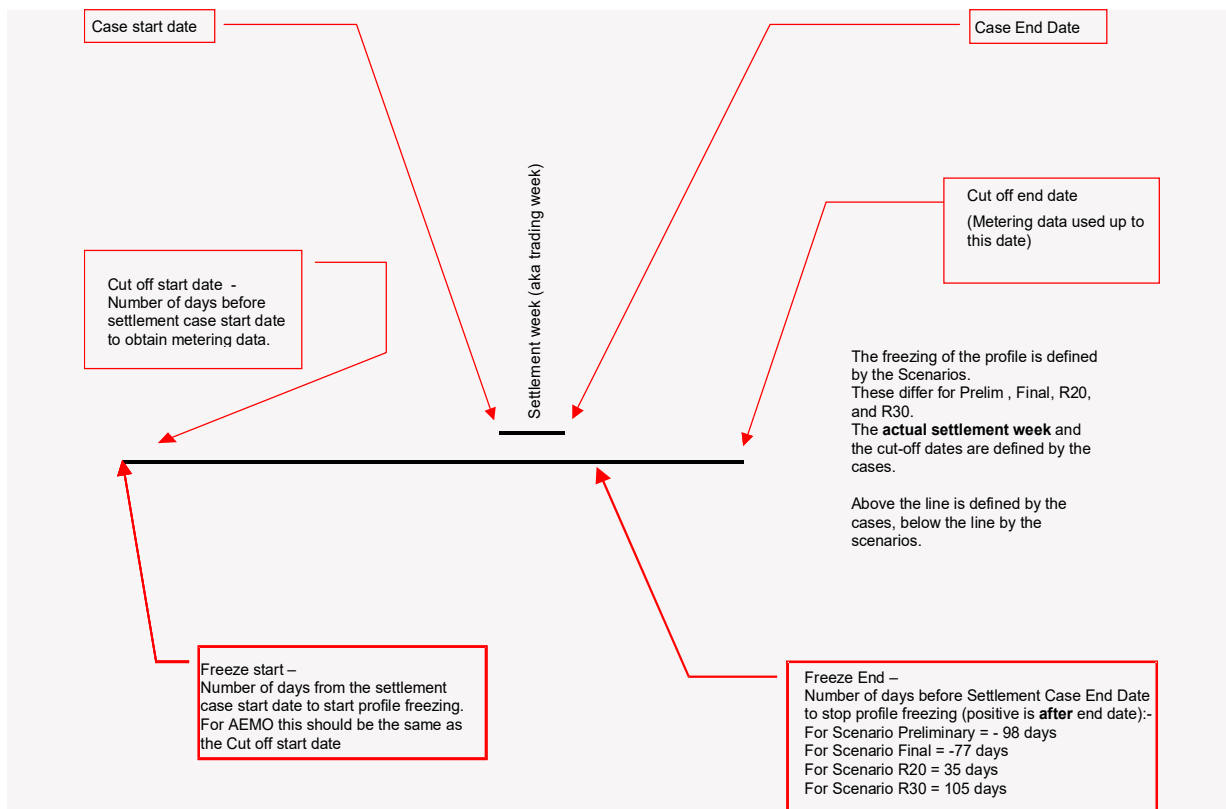 Case start date
Case End Date
Settlement week (aka trading week)
Cut off end date
(Metering data used up to
this date)
Cut off start date  -
Number of days before
settlement case start date
to obtain metering data.
The freezing of the profile is defined
by the Scenarios.
These differ for Prelim , Final, R20,
and R30.
The actual settlement week and
the cut-off dates are defined by the
cases.
Above the line is defined by the
cases, below the line by the
scenarios.
Freeze start –
Number of days from the settlement
case start date to start profile freezing.
For AEMO this should be the same as
the Cut off start date
Freeze End –
Number of days before Settlement Case End Date
to stop profile freezing (positive is after end date):-
For Scenario Preliminary = - 98 days
For Scenario Final = -77 days
For Scenario R20 = 35 days
For Scenario R30 = 105 days